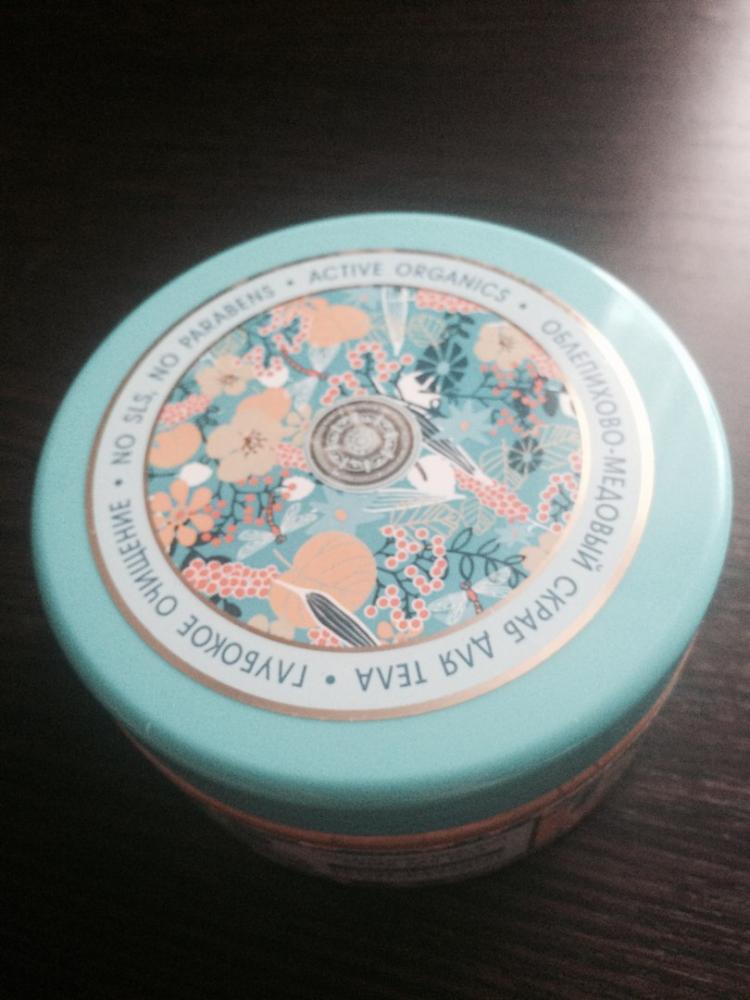 NO SLS, NO PARABENS • ACTIVE ORGANICS •
ОБЛЕПИХОВО-МЕДОВЫЙ СКРАБ ДЛЯ ТЕЛА •
ГЛУБОКОЕ ОЧИЩЕНИЕ •